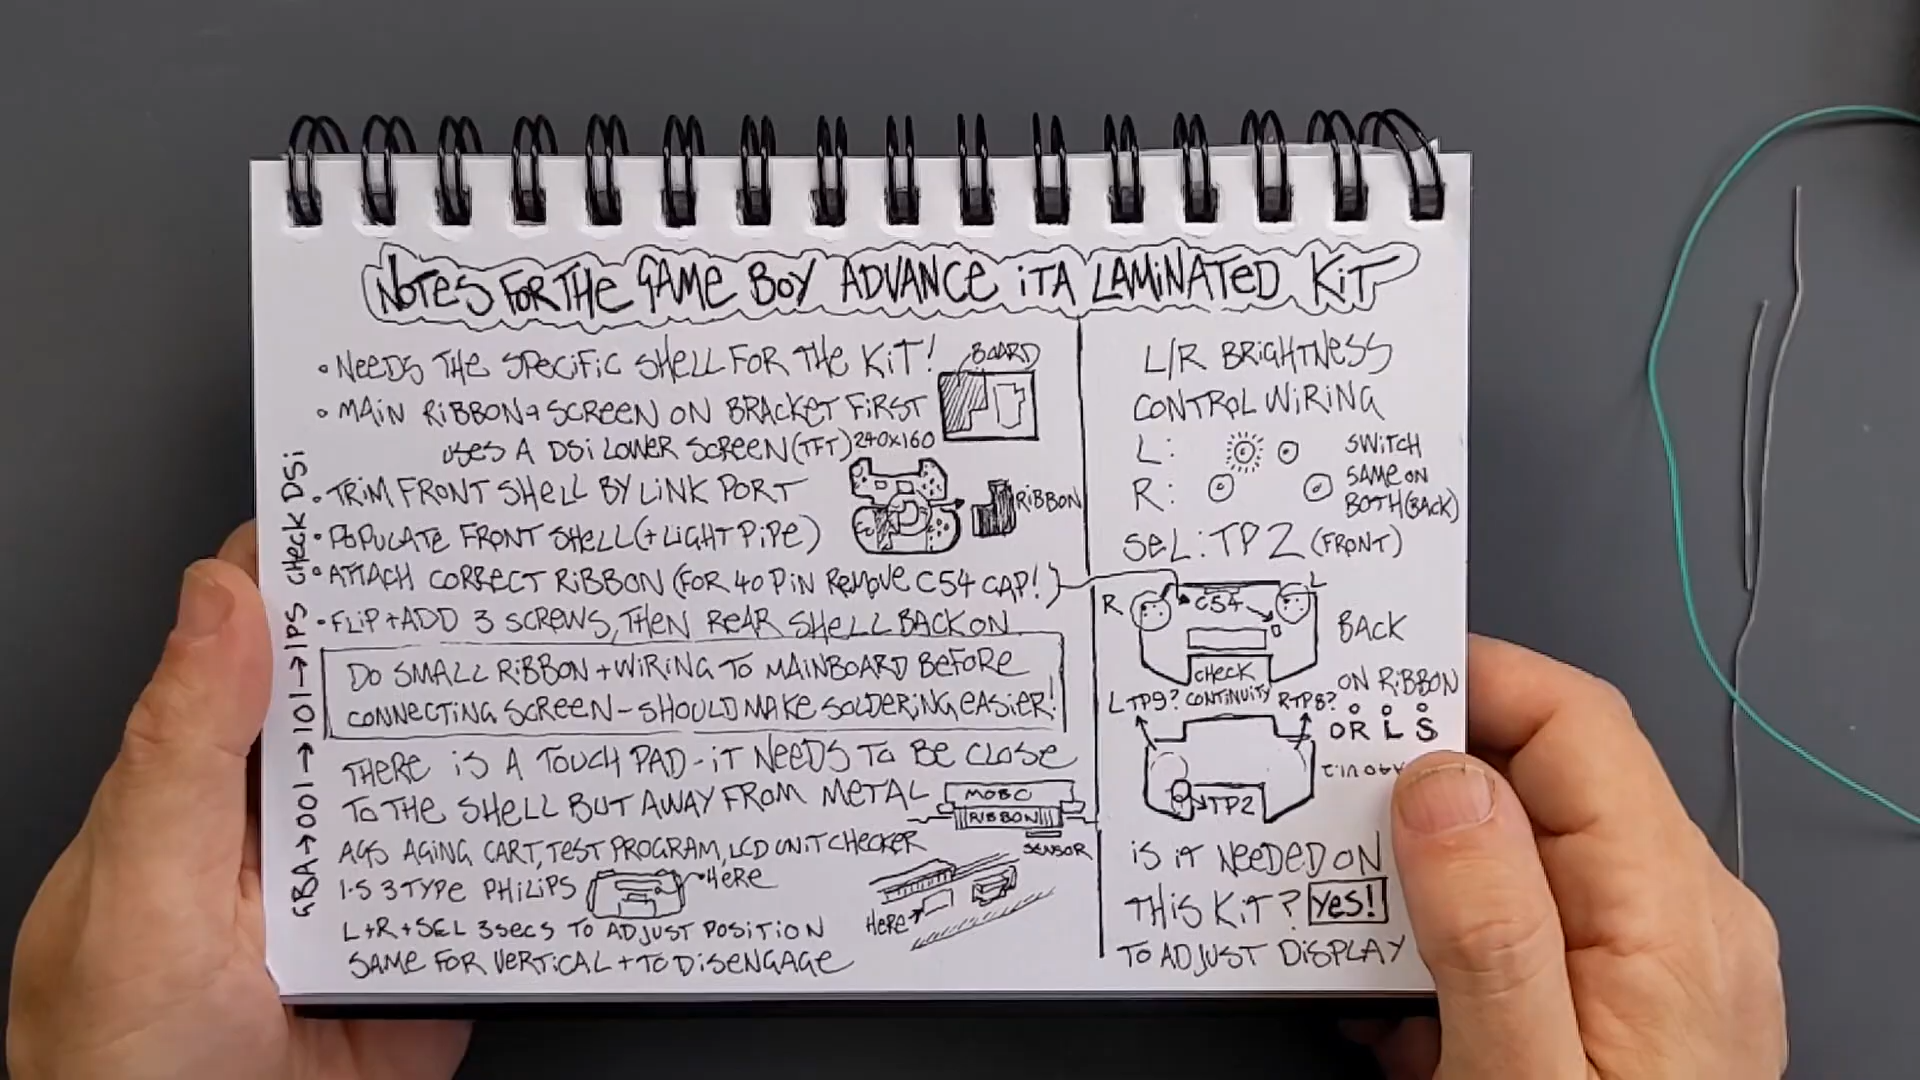 NOTES FOR THE GAME BOY ADVANCE iTA LAMINATED KiT
• NEEDS THE SPECIFIC SHELL FOR THE KiT!
BOARD
• MAIN RIBBON + SCREEN ON BRACKET FIRST
USES A DSi LOWER SCREEN (TFT) 240x160
• TRIM FRONT SHELL BY LINK PORT
RIBBON
• POPULATE FRONT SHELL (+ LIGHT PIPE)
• ATTACH CORRECT RIBBON (FOR 40 PIN REMOVE C54 CAP!)
• FLIP + ADD 3 SCREWS, THEN REAR SHELL BACK ON
DO SMALL RIBBON + WIRING TO MAINBOARD BEFORE
CONNECTING SCREEN - SHOULD MAKE SOLDERING EASIER!
THERE IS A TOUCH PAD - IT NEEDS TO BE CLOSE
TO THE SHELL BUT AWAY FROM METAL
MOBO
RIBBON
SENSOR
AGS AGING CART, TEST PROGRAM, LCD UNIT CHECKER
1·5 3 TYPE PHILIPS
HERE
HERE
L+R+SEL 3 SECS TO ADJUST POSITION
SAME FOR VERTICAL + TO DISENGAGE
GBA → 001 → 101 → IPS CHECK DSi
L/R BRIGHTNESS
CONTROL WIRING
L:
R:
SWITCH
SAME ON
BOTH (BACK)
SEL: TP2 (FRONT)
R
C54
L
BACK
CHECK
CONTINUITY
L TP9?
R TP8?
ON RIBBON
OR L S
TP2
IS IT NEEDED ON
THIS KIT? YES!
TO ADJUST DISPLAY